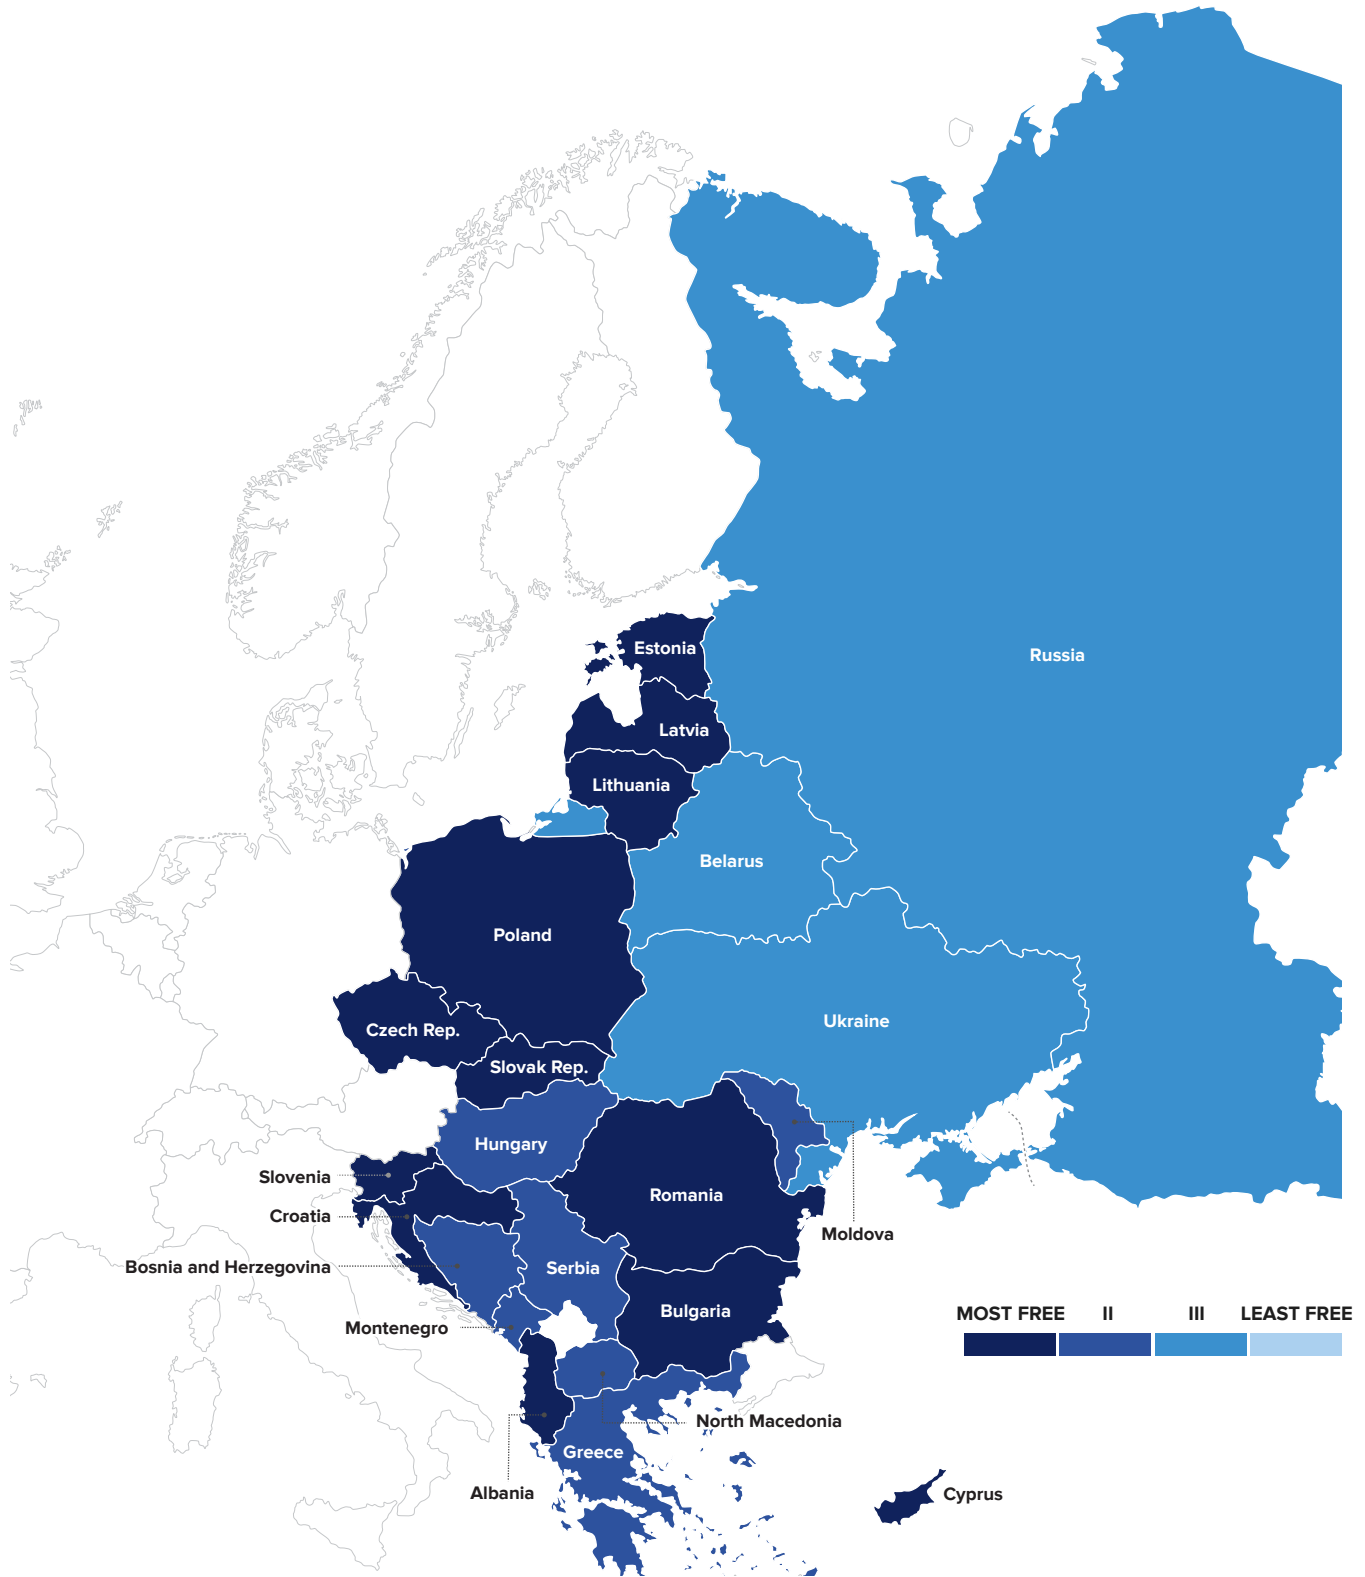 Estonia
Russia
Latvia
Lithuania
Belarus
Poland
Ukraine
Czech Rep.
Slovak Rep.
Hungary
Slovenia
Romania
Croatia
Moldova
Bosnia and Herzegovina
Serbia
Bulgaria
MOST FREE II III LEAST FREE
Montenegro
North Macedonia
Greece
Albania
Cyprus